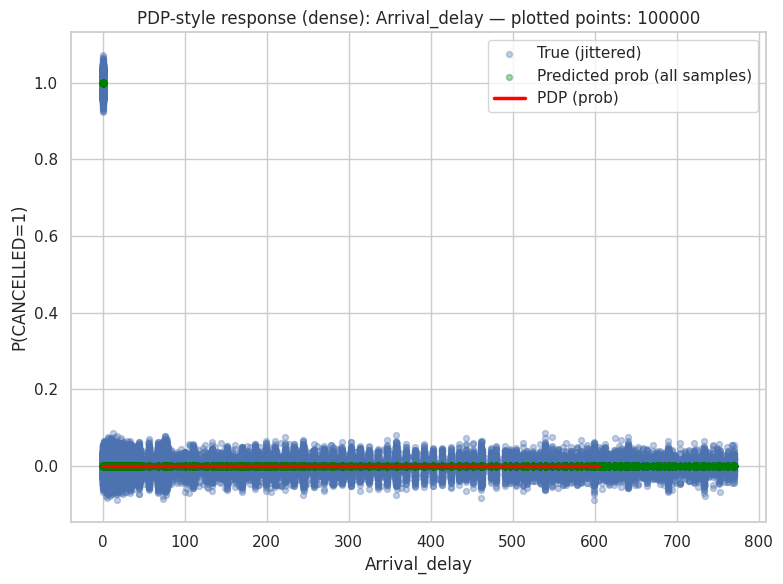 PDP-style response (dense): Arrival_delay — plotted points: 100000
True (jittered)
Predicted prob (all samples)
PDP (prob)
P(CANCELLED=1)
1.0
0.8
0.6
0.4
0.2
0.0
0 100 200 300 400 500 600 700 800
Arrival_delay